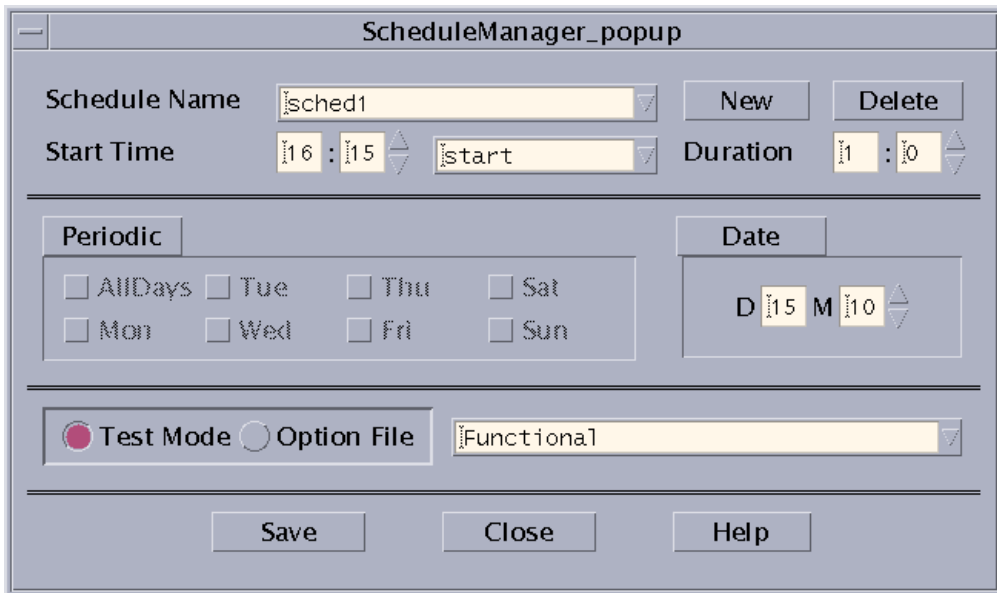 ScheduleManager_popup
Schedule Name sched1 New Delete
Start Time 16 : 15 start Duration 1 : 0
Periodic Date
AllDays Tue Thu Sat
D 15 M 10
Mon Wed Fri Sun
Test Mode Option File Functional
Save Close Help